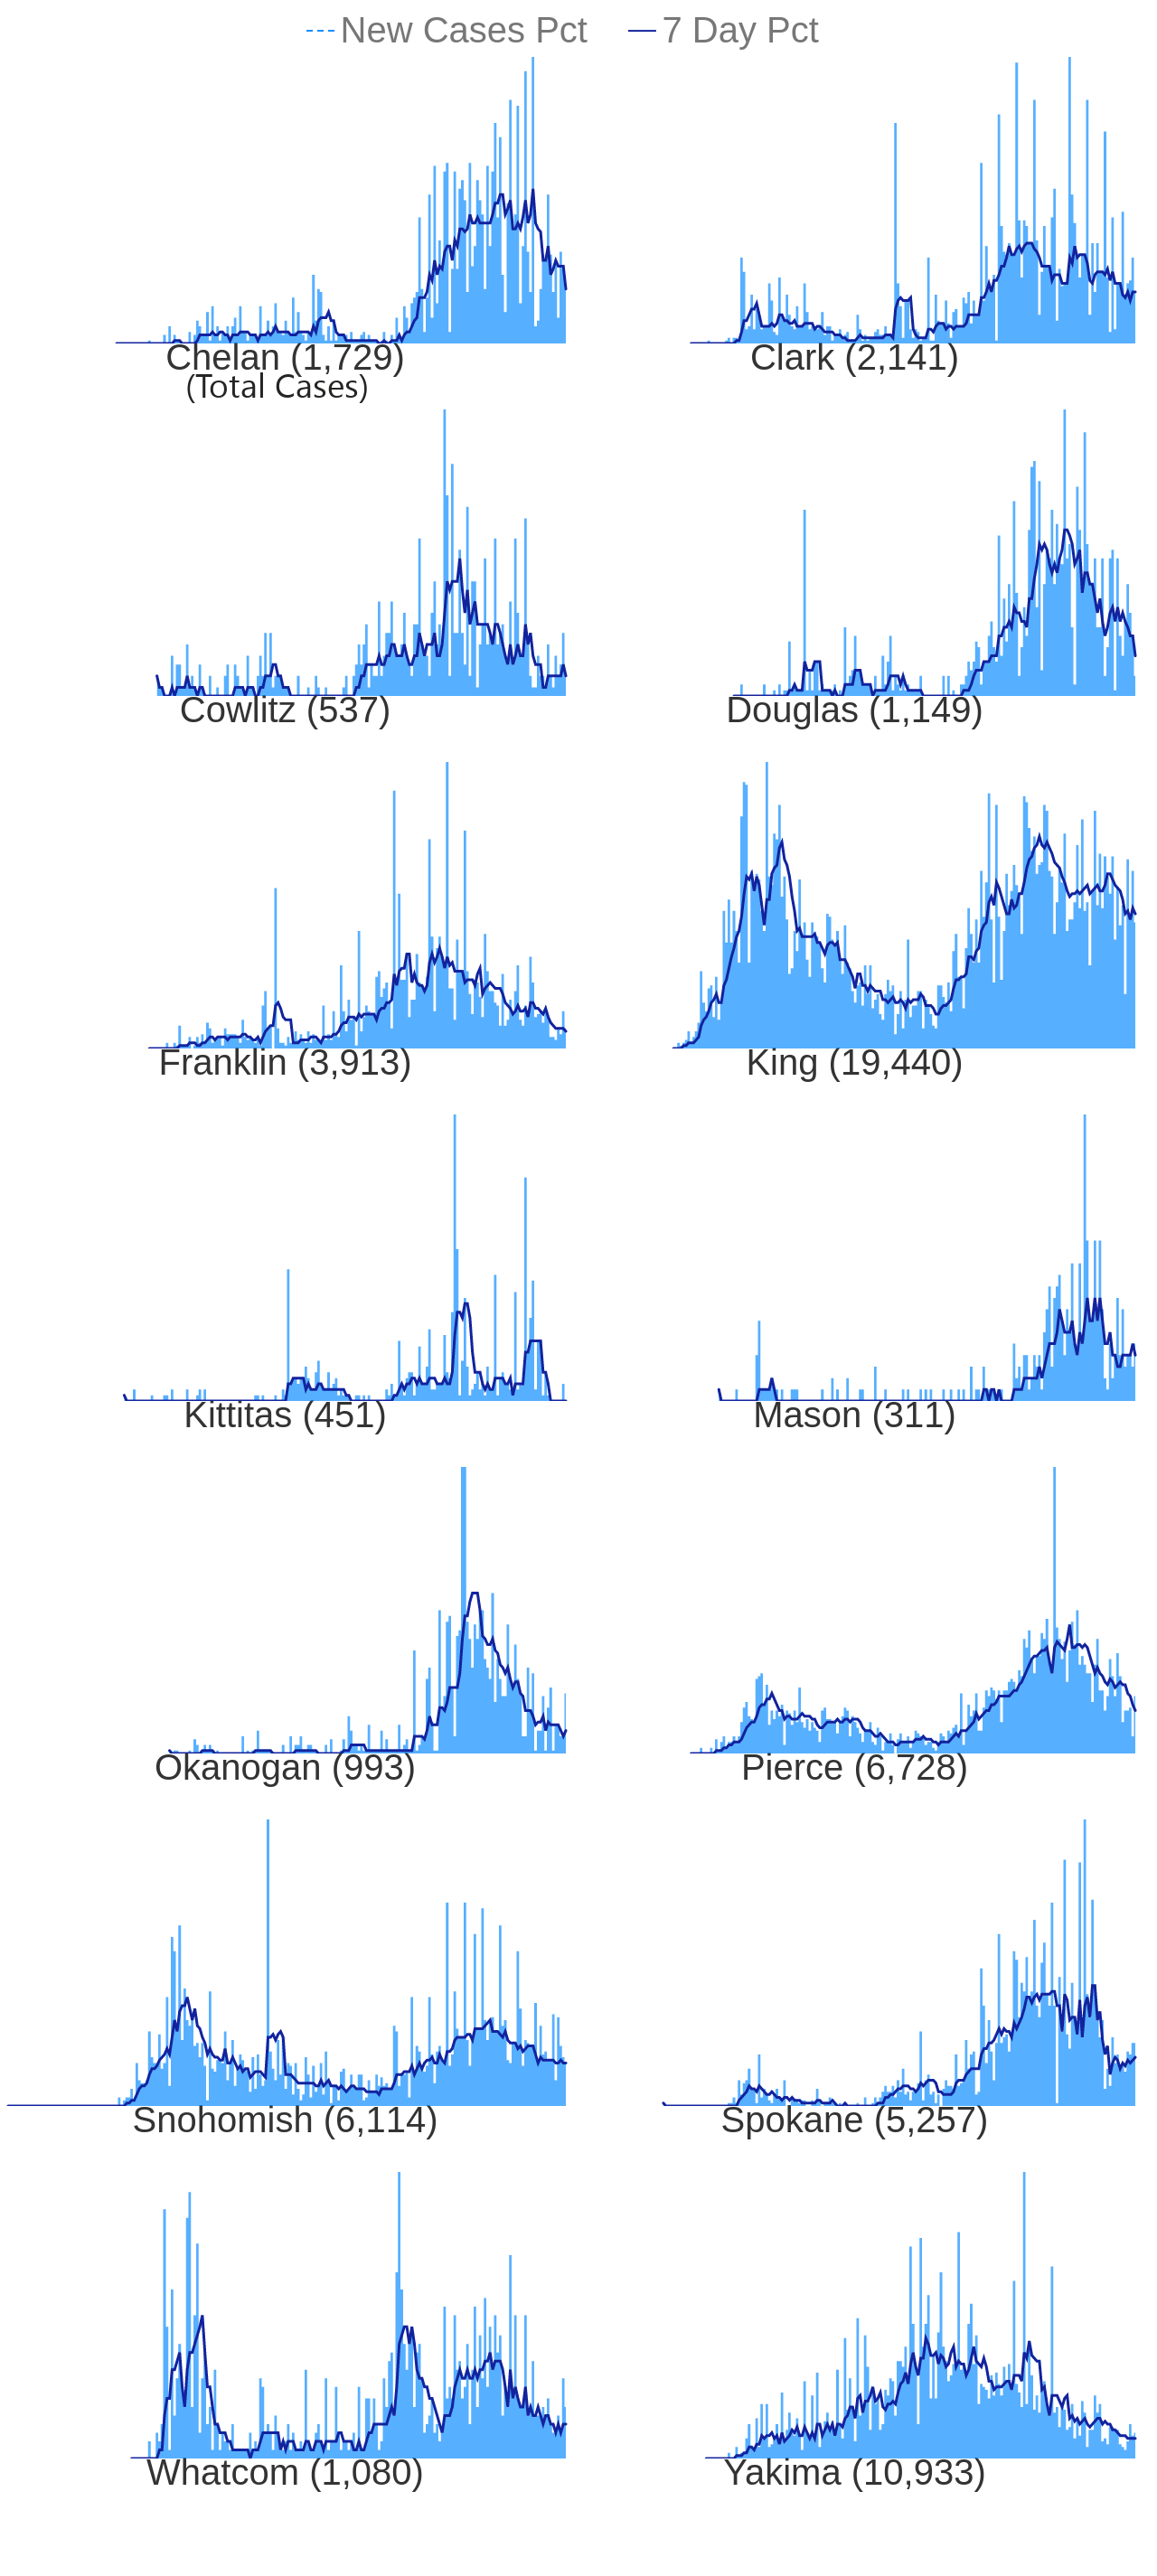 New Cases Pct 7 Day Pct
Chelan (1,729) Clark (2,141)
(Total Cases)
Cowlitz (537) Douglas (1,149)
Franklin (3,913) King (19,440)
Kittitas (451) Mason (311)
Okanogan (993) Pierce (6,728)
Snohomish (6,114) Spokane (5,257)
Whatcom (1,080) Yakima (10,933)